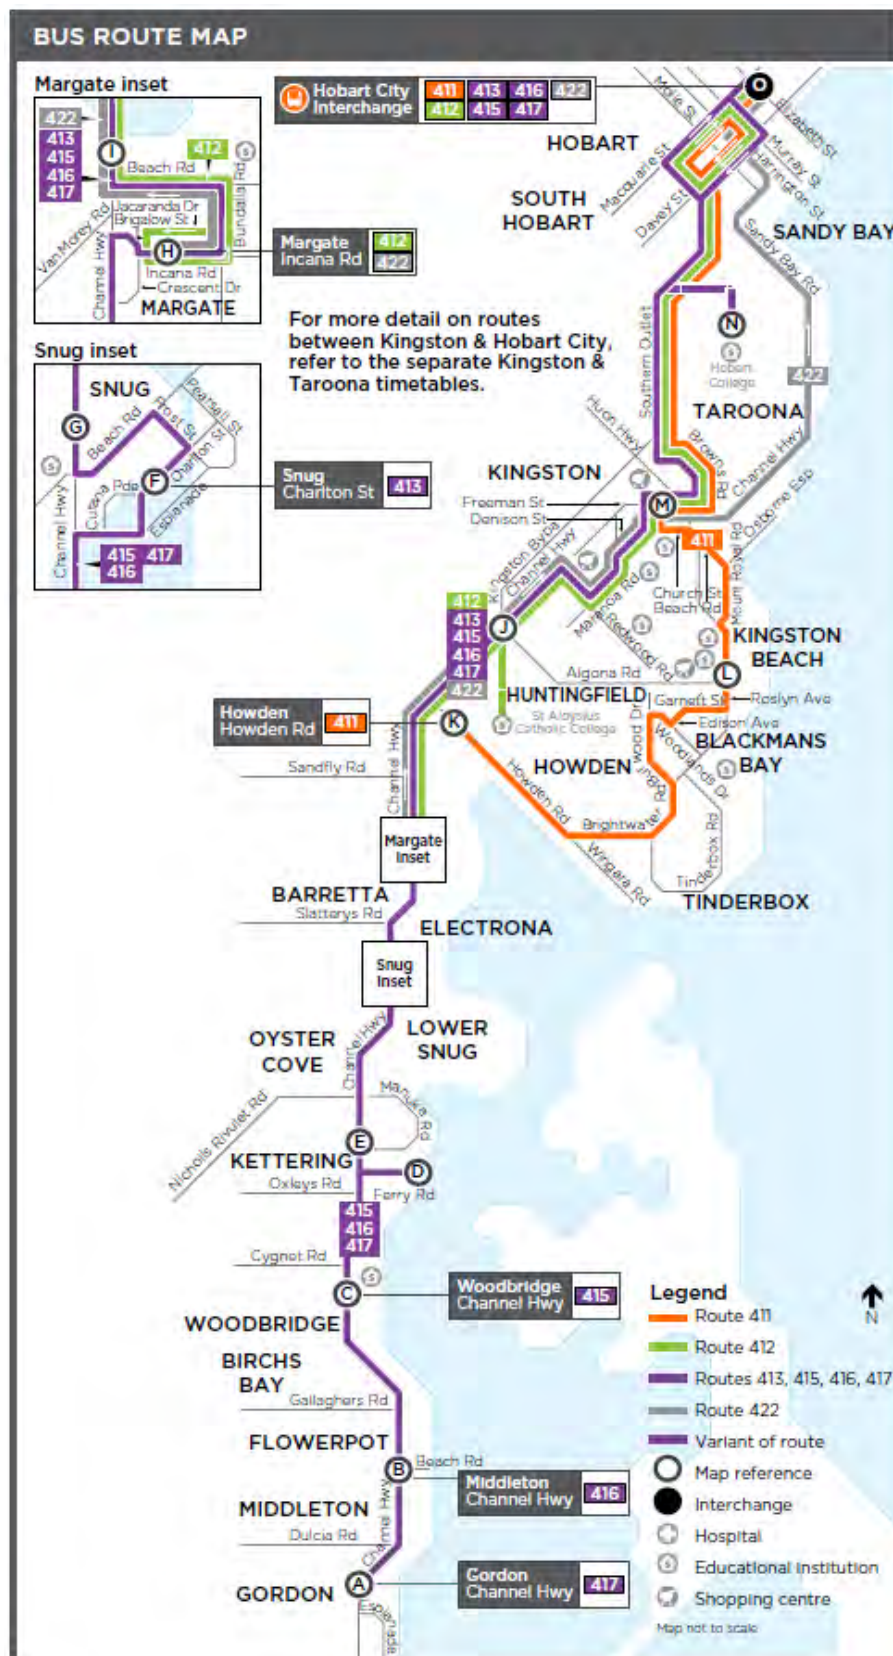 BUS ROUTE MAP
Margate inset
422
413
415
416
417
I
Beach Rd
412
Bundalla Rd
Jacaranda Dr
Brigalow St
VanMorey Rd
Channel Hwy
H
Incana Rd
Crescent Dr
MARGATE
Margate
Incana Rd
412
422
Hobart City
Interchange
411 413 416 422
412 415 417
O
Molle St
Elizabeth St
HOBART
Murray St
Harrington St
Macquarie St
SOUTH
HOBART
Davey St
SANDY BAY
Sandy Bay Rd
For more detail on routes
between Kingston & Hobart City,
refer to the separate Kingston &
Taroona timetables.
Southern Outlet
N
Hobart
College
422
TAROONA
Snug inset
SNUG
G
Beach Rd
Frost St
Pearsall St
Charlton St
F
Pde
Esplanade
Channel Hwy
415 417
416
Snug
Charlton St
413
Huon Hwy
KINGSTON
Browns Rd
Channel Hwy
Osborne Esp
Freeman St
Denison St
M
411
Kingston Bypa
Channel Hwy
Maranoa Rd
Redwood Rd
Church St
Beach Rd
Mount Royal Rd
412
413
415
416
417
422
J
KINGSTON
BEACH
Algona Rd
L
HUNTINGFIELD
St Aloysius
Catholic College
Garnett St
Roslyn Ave
Edison Ave
Woodlands Dr
BLACKMANS
BAY
Howden
Howden Rd
411
K
HOWDEN
Howden Rd
Sandfly Rd
Channel Hwy
Brightwater Rd
Wingara Rd
Tinderbox Rd
TINDERBOX
Margate
Inset
BARRETTA
Slatterys Rd
ELECTRONA
Snug
Inset
OYSTER
COVE
Channel Hwy
LOWER
SNUG
Nicholls Rivulet Rd
Manuka Rd
E
KETTERING
D
Oxleys Rd
Ferry Rd
415
416
417
Cygnet Rd
C
Woodbridge
Channel Hwy
415
WOODBRIDGE
BIRCHS
BAY
Gallaghers Rd
FLOWERPOT
Beach Rd
B
Middleton
Channel Hwy
416
MIDDLETON
Channel Hwy
Dulcia Rd
GORDON
A
Gordon
Channel Hwy
417
Esplanade
Legend
N
Route 411
Route 412
Routes 413, 415, 416, 417
Route 422
Variant of route
Map reference
Interchange
Hospital
Educational institution
Shopping centre
Map not to scale